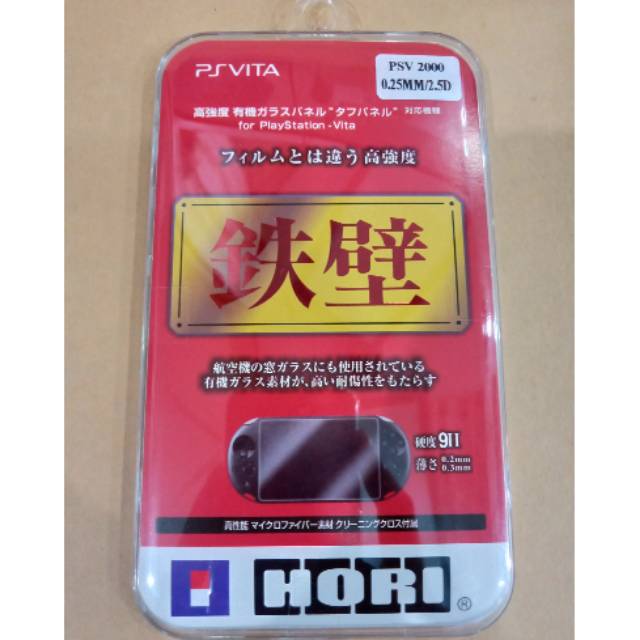 PSVITA
PSV 2000
0.25MM/2.5D
高強度 有機ガラスパネル"タフパネル" 対応機種
for PlayStation®Vita
フィルムとは違う高強度
鉄壁
航空機の窓ガラスにも使用されている
有機ガラス素材が、高い耐傷性をもたらす
硬度 9H
薄さ 0.2mm
0.3mm
高性能 マイクロファイバー素材 クリーニングクロス付属
HORI®